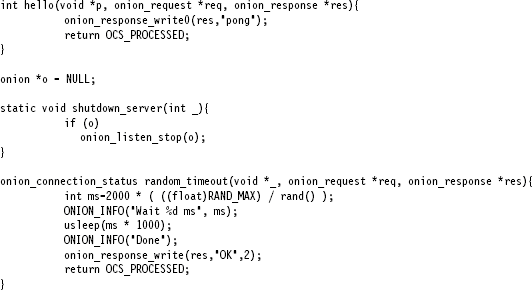 int hello(void *p, onion_request *req, onion_response *res){
onion_response_write0(res,"pong");
return OCS_PROCESSED;
}
onion *o = NULL;
static void shutdown_server(int _){
if (o)
onion_listen_stop(o);
}
onion_connection_status random_timeout(void *_, onion_request *req, onion_response *res){
int ms=2000 * ( ((float)RAND_MAX) / rand() );
ONION_INFO("Wait %d ms", ms);
usleep(ms * 1000);
ONION_INFO("Done");
onion_response_write(res,"OK",2);
return OCS_PROCESSED;
}